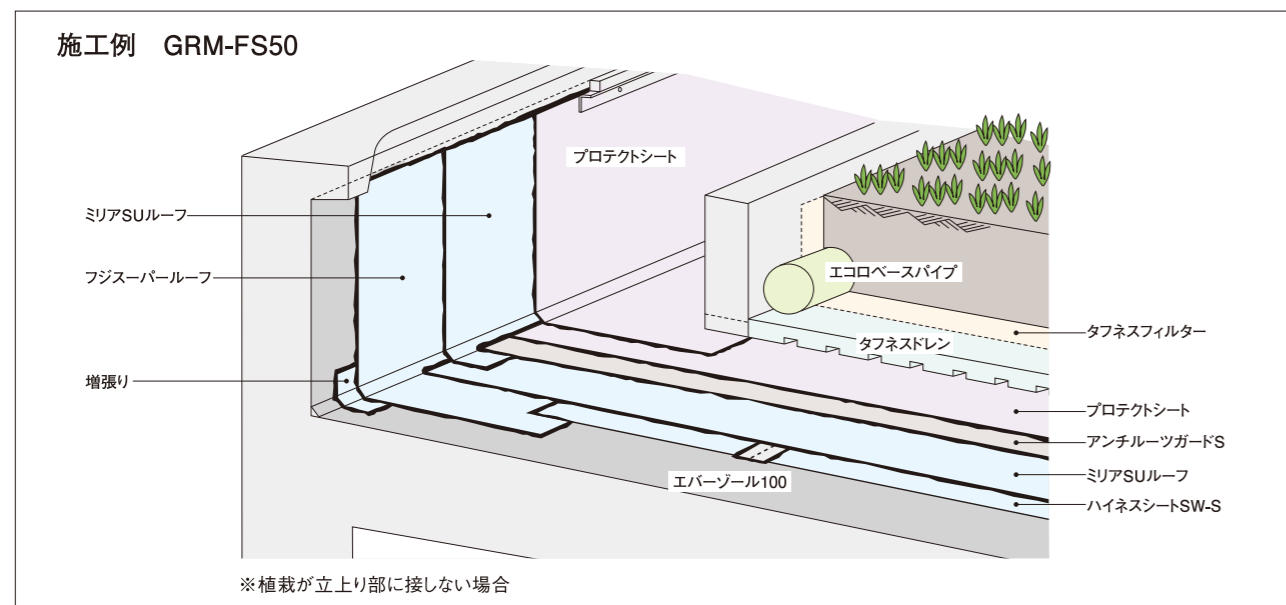 施工例　GRM-FS50
プロテクトシート
ミリアSUルーフ
フジスーパールーフ
増張り
エコロベースパイプ
タフネスドレン
エバーゾール100
タフネスフィルター
プロテクトシート
アンチルーツガードS
ミリアSUルーフ
ハイネスシートSW-S
※植栽が立上り部に接しない場合